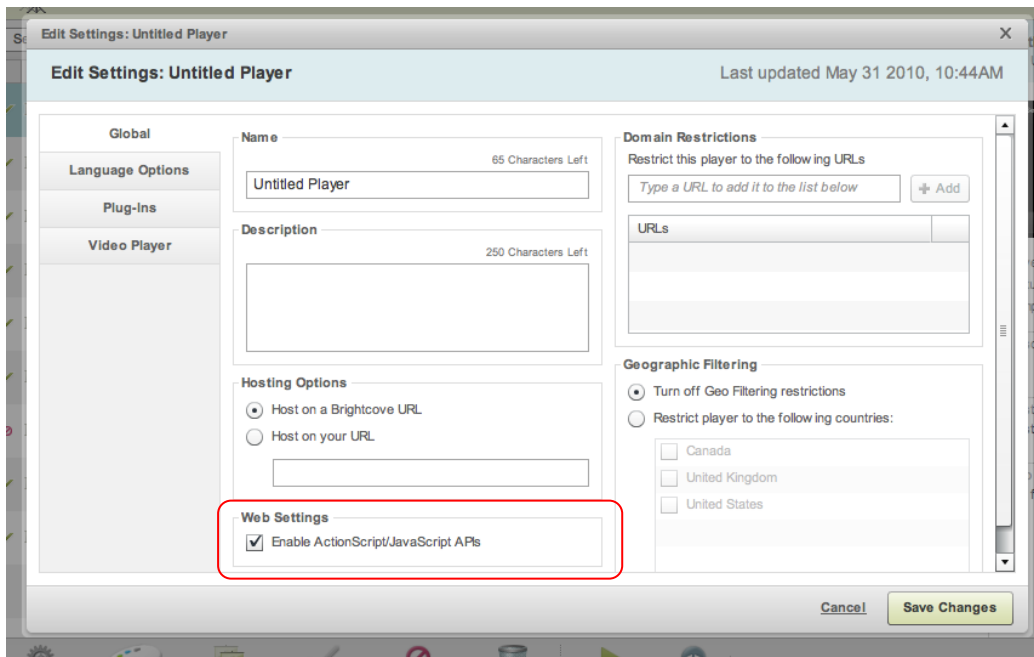 Edit Settings: Untitled Player
X
Edit Settings: Untitled Player
Last updated May 31 2010, 10:44AM
Global
Language Options
Plug-Ins
Video Player
Name
65 Characters Left
Untitled Player
Description
250 Characters Left
Hosting Options
Host on a Brightcove URL
Host on your URL
Web Settings
Enable ActionScript/JavaScript APIs
Domain Restrictions
Restrict this player to the following URLs
Type a URL to add it to the list below
Add
URLs
Geographic Filtering
Turn off Geo Filtering restrictions
Restrict player to the following countries:
Canada
United Kingdom
United States
Cancel
Save Changes